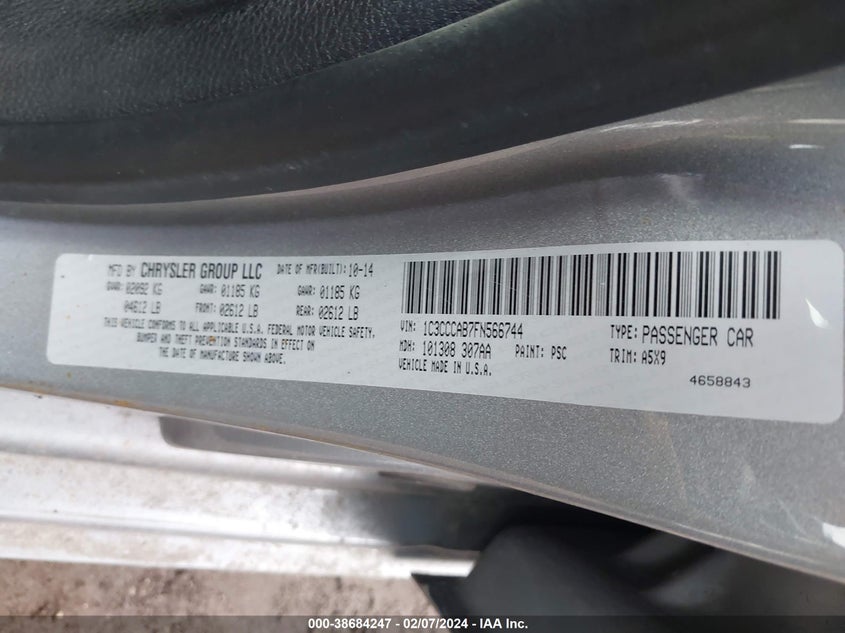 MFD BY CHRYSLER GROUP LLC DATE OF MFR(BUILT): 10-14
GVWR: 02092 KG GAWR: 01185 KG GAWR: 01185 KG
04612 LB FRONT: 02612 LB REAR: 02612 LB
THIS VEHICLE CONFORMS TO ALL APPLICABLE U.S.A. FEDERAL MOTOR VEHICLE SAFETY,
BUMPER AND THEFT PREVENTION STANDARDS IN EFFECT ON
THE DATE OF MANUFACTURE SHOWN ABOVE.
VIN: 1C3CCCAB7FN566744 TYPE: PASSENGER CAR
MDH: 101308 307AA PAINT: PSC TRIM: A5X9
VEHICLE MADE IN U.S.A.
4658843
000-38684247 - 02/07/2024 - IAA Inc.